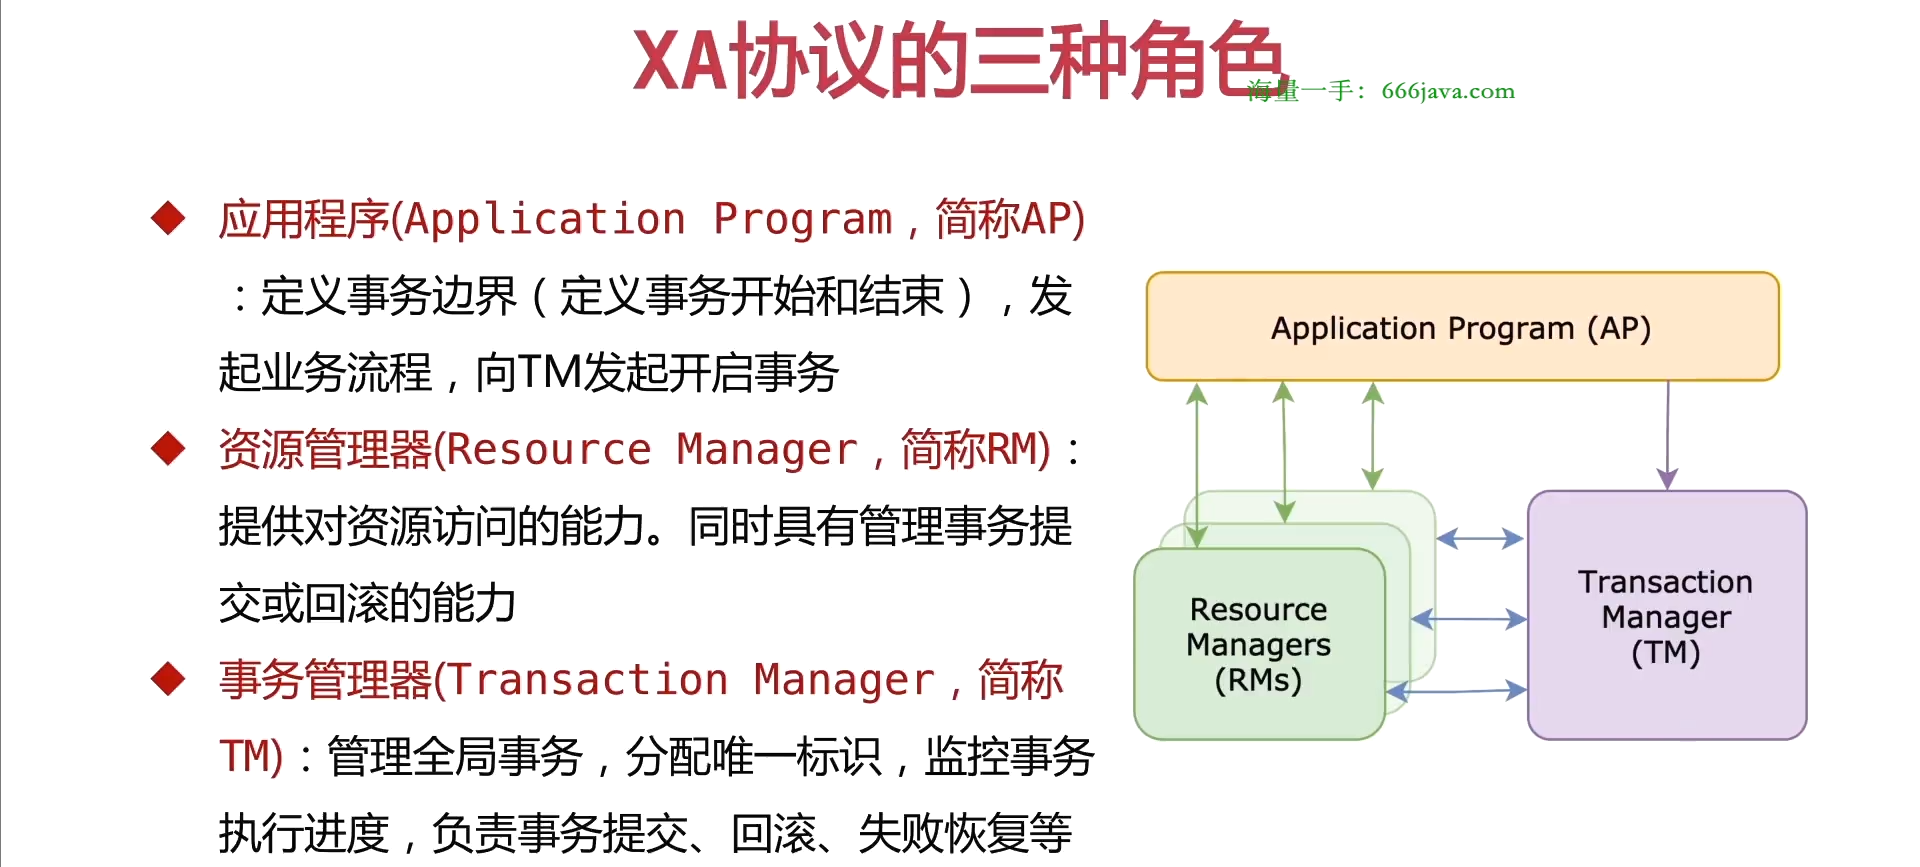 XA协议的三种角色
海量一手：666java.com
应用程序(Application Program，简称AP)
：定义事务边界（定义事务开始和结束），发
起业务流程，向TM发起开启事务
资源管理器(Resource Manager，简称RM)：
提供对资源访问的能力。同时具有管理事务提
交或回滚的能力
事务管理器(Transaction Manager，简称
TM)：管理全局事务，分配唯一标识，监控事务
执行进度，负责事务提交、回滚、失败恢复等
Application Program (AP)
Resource
Managers
(RMs)
Transaction
Manager
(TM)